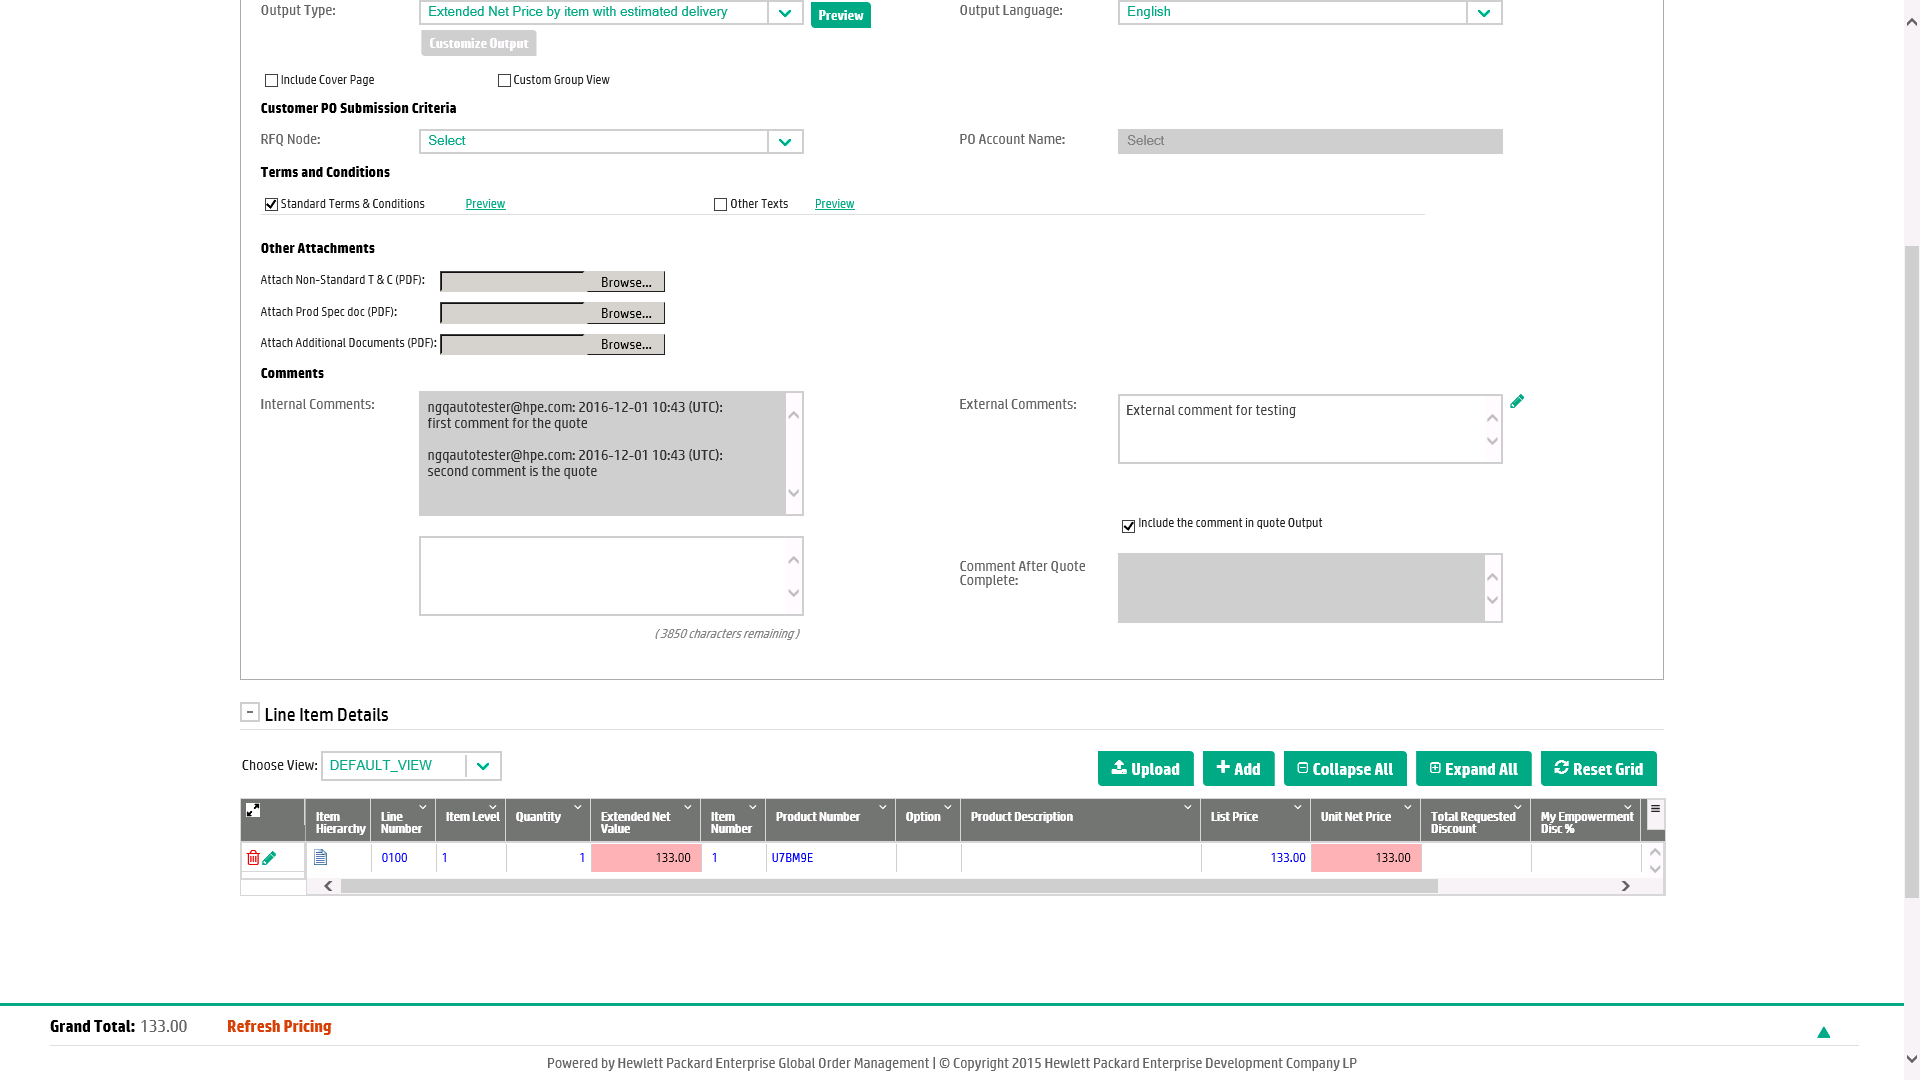 Output Type: Extended Net Price by item with estimated delivery Preview Output Language: English
Customize Output
Include Cover Page Custom Group View
Customer PO Submission Criteria
RFQ Node: Select PO Account Name: Select
Terms and Conditions
Standard Terms & Conditions Preview Other Texts Preview
Other Attachments
Attach Non-Standard T & C (PDF): Browse...
Attach Prod Spec doc (PDF): Browse...
Attach Additional Documents (PDF): Browse...
Comments
Internal Comments:
ngqautotester@hpe.com: 2016-12-01 10:43 (UTC):
first comment for the quote
ngqautotester@hpe.com: 2016-12-01 10:43 (UTC):
second comment is the quote
External Comments: External comment for testing
Include the comment in quote Output
Comment After Quote
Complete:
( 3850 characters remaining )
- Line Item Details
Choose View: DEFAULT_VIEW Upload Add Collapse All Expand All Reset Grid
Item Hierarchy Line Number Item Level Quantity Extended Net Value Item Number Product Number Option Product Description List Price Unit Net Price Total Requested Discount My Empowerment Disc %
0100 1 1 133.00 1 U7BM9E 133.00 133.00
Grand Total: 133.00 Refresh Pricing
Powered by Hewlett Packard Enterprise Global Order Management | © Copyright 2015 Hewlett Packard Enterprise Development Company LP